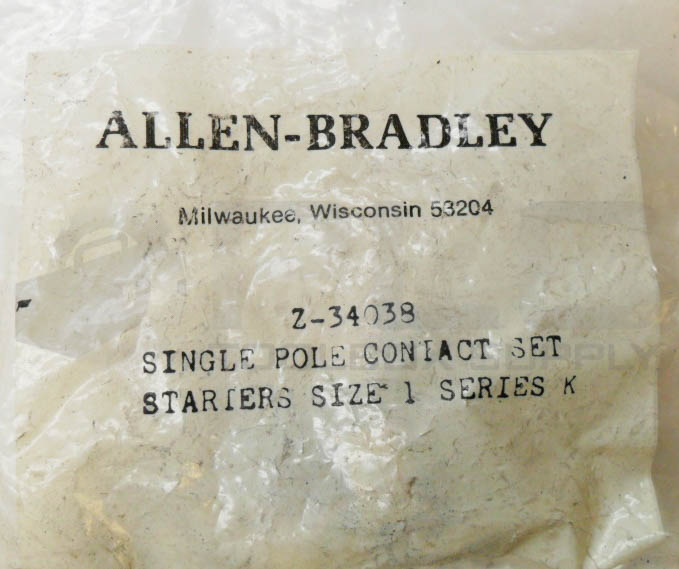 ALLEN-BRADLEY
Milwaukee, Wisconsin 53204
Z-34038
SINGLE POLE CONTACT SET
STARTERS SIZE 1 SERIES K